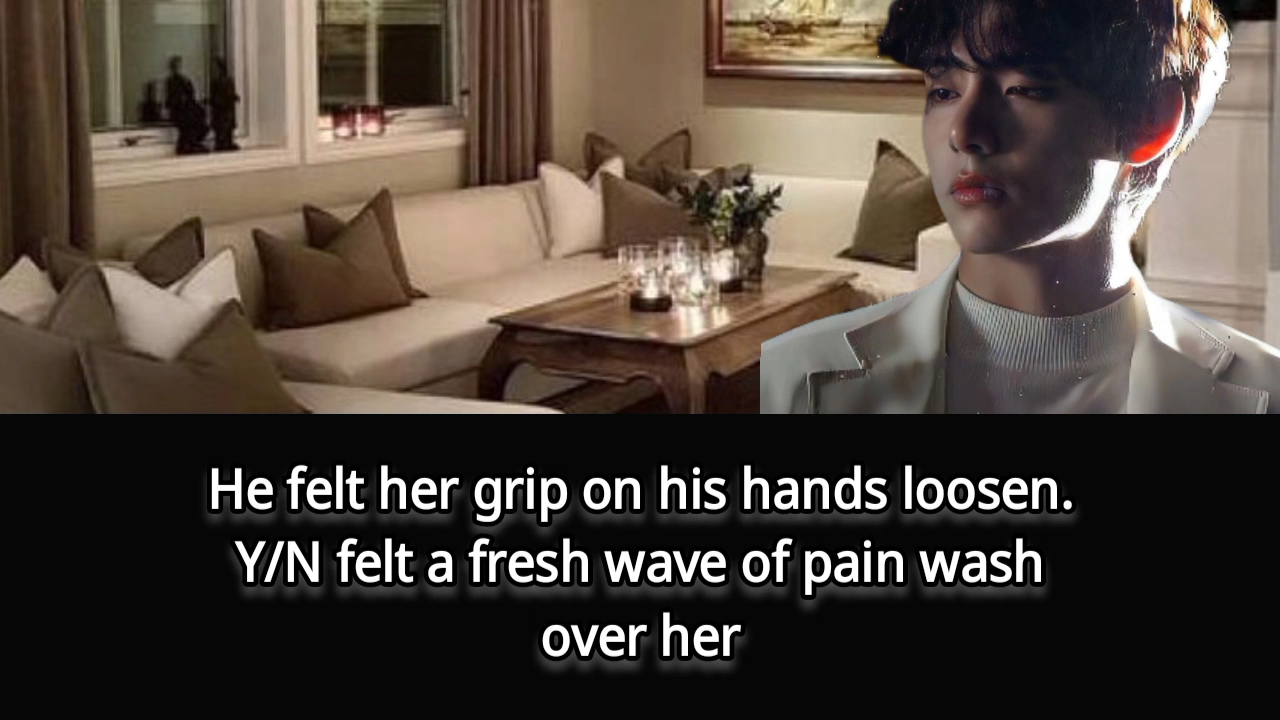 He felt her grip on his hands loosen.
Y/N felt a fresh wave of pain wash
over her